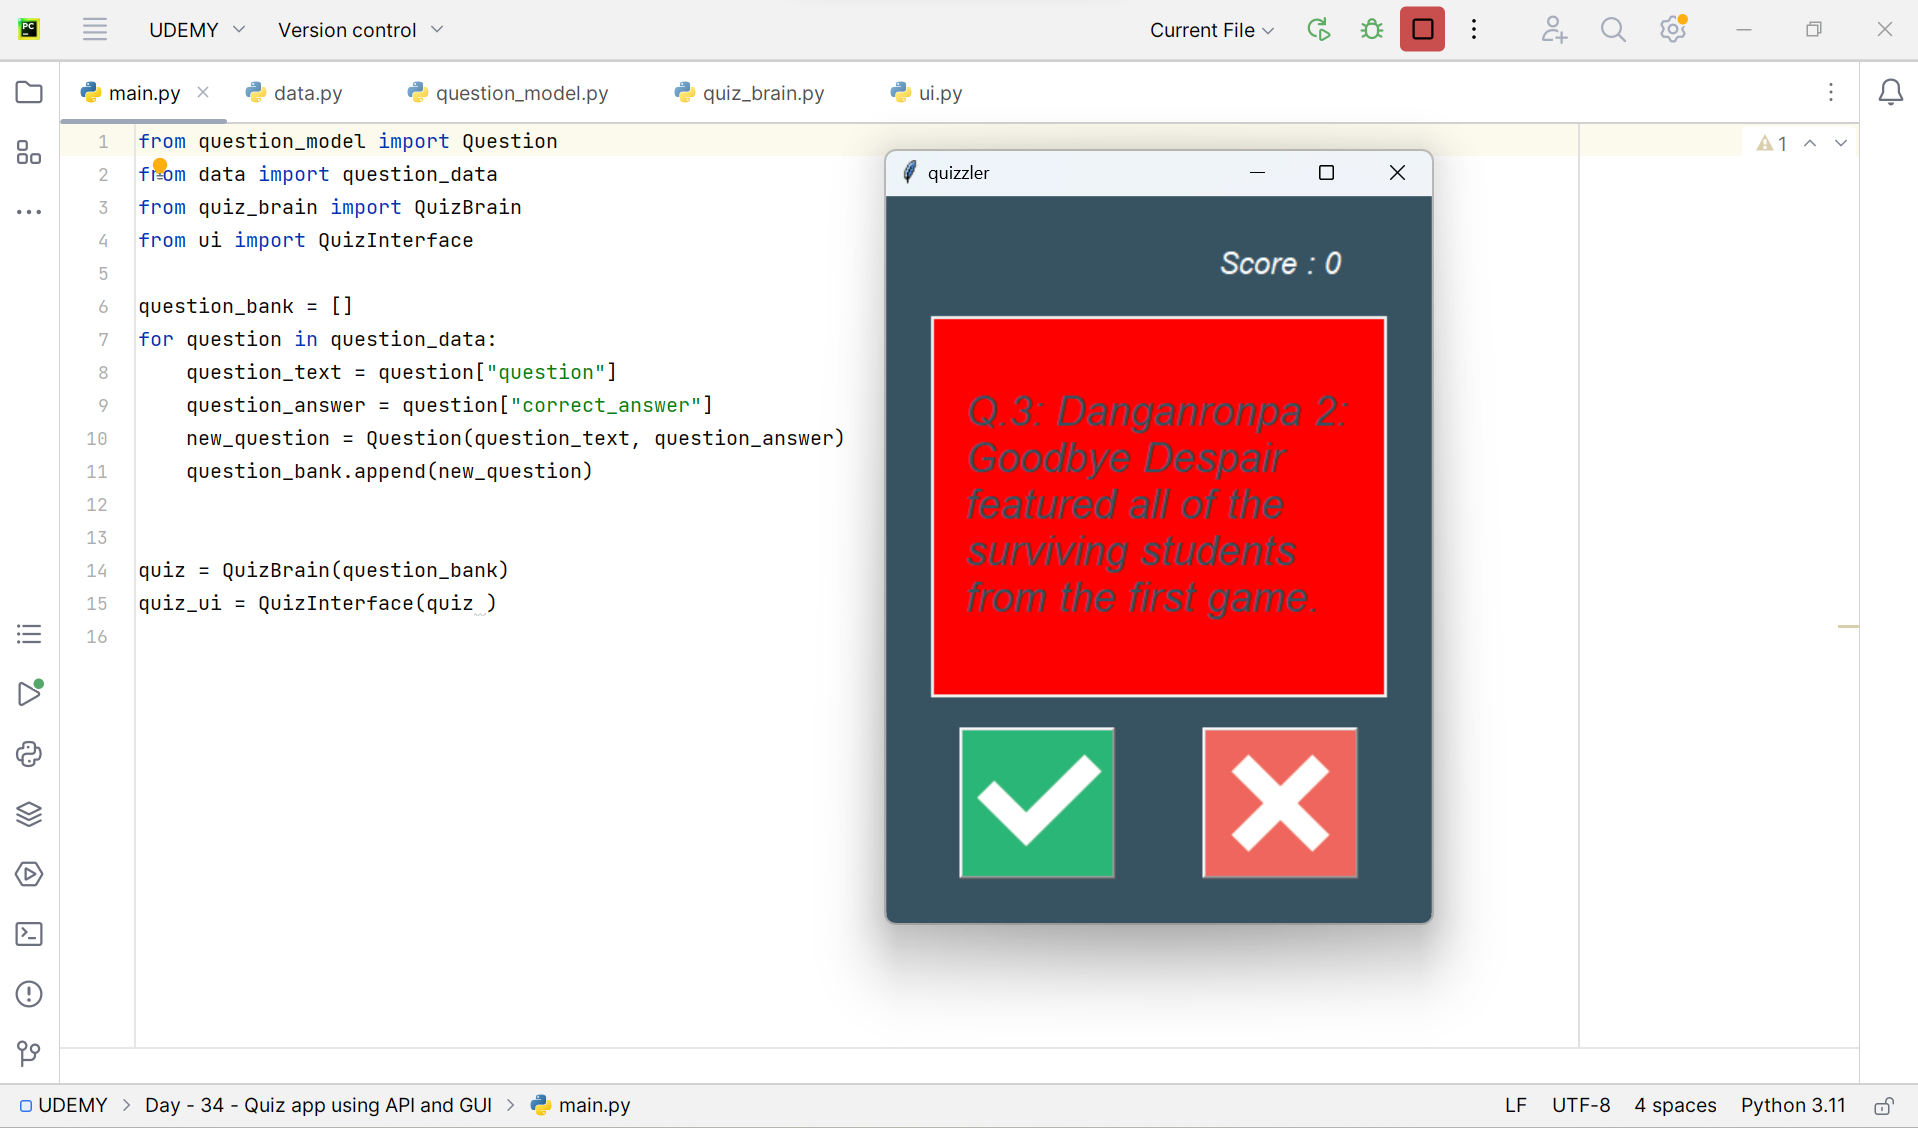 PC
UDEMY
Version control
Current File
main.py
data.py
question_model.py
quiz_brain.py
ui.py
1 from question_model import Question
2 from data import question_data
3 from quiz_brain import QuizBrain
4 from ui import QuizInterface
5
6 question_bank = []
7 for question in question_data:
8 question_text = question["question"]
9 question_answer = question["correct_answer"]
10 new_question = Question(question_text, question_answer)
11 question_bank.append(new_question)
12
13
14 quiz = QuizBrain(question_bank)
15 quiz_ui = QuizInterface(quiz )
16
1
quizzler
Score : 0
Q.3: Danganronpa 2:
Goodbye Despair
featured all of the
surviving students
from the first game.
UDEMY > Day - 34 - Quiz app using API and GUI > main.py
LF UTF-8 4 spaces Python 3.11